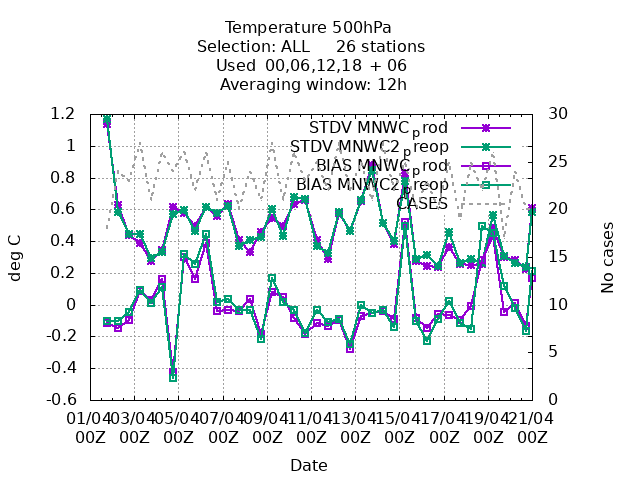 Temperature 500hPa
Selection: ALL 26 stations
Used 00,06,12,18 + 06
Averaging window: 12h
1.2
1
0.8
0.6
0.4
0.2
0
-0.2
-0.4
-0.6
30
25
20
15
10
5
0
STDV MNWCprod
STDV MNWC2preop
BIAS MNWCprod
BIAS MNWC2preop
CASES
deg C
No cases
01/04 03/04 05/04 07/04 09/04 11/04 13/04 15/04 17/04 19/04 21/04
00Z 00Z 00Z 00Z 00Z 00Z 00Z 00Z 00Z 00Z 00Z
Date